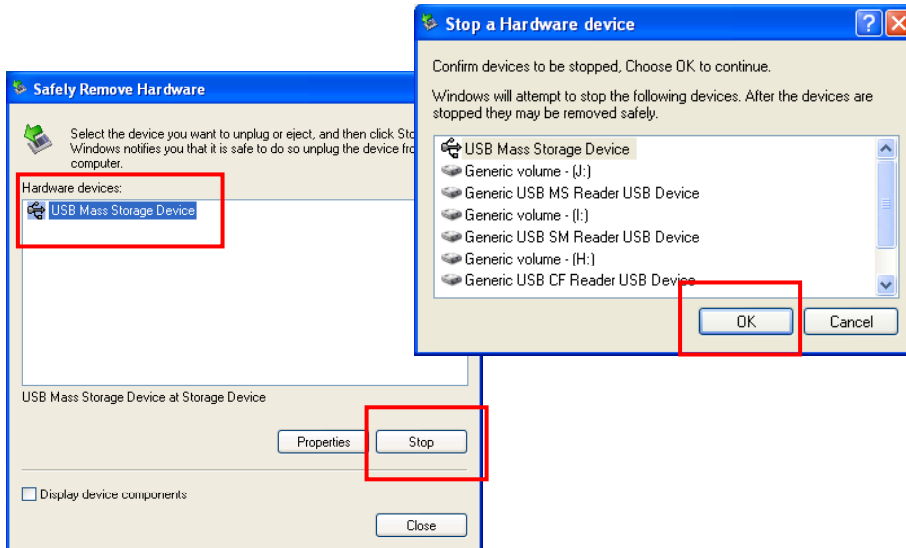 Safely Remove Hardware
Select the device you want to unplug or eject, and then click
Windows notifies you that it is safe to do so unplug the device
computer.
Hardware devices:
USB Mass Storage Device
USB Mass Storage Device at Storage Device
Properties
Stop
Display device components
Close
Stop a Hardware device
Confirm devices to be stopped, Choose OK to continue.
Windows will attempt to stop the following devices. After the devices are
stopped they may be removed safely.
USB Mass Storage Device
Generic volume - (J:)
Generic USB MS Reader USB Device
Generic volume - (I:)
Generic USB SM Reader USB Device
Generic volume - (H:)
Generic USB CF Reader USB Device
OK
Cancel